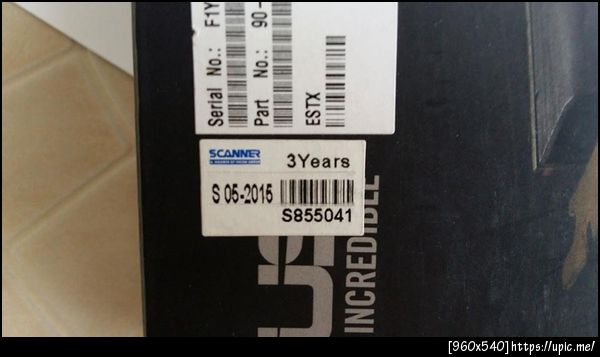 Serial No.: F1Y
Part No.: 90-
ESTX
SCANNER
3Years
S 05-2015
S855041
INCREDIBLE
[960x540]https://upic.me/